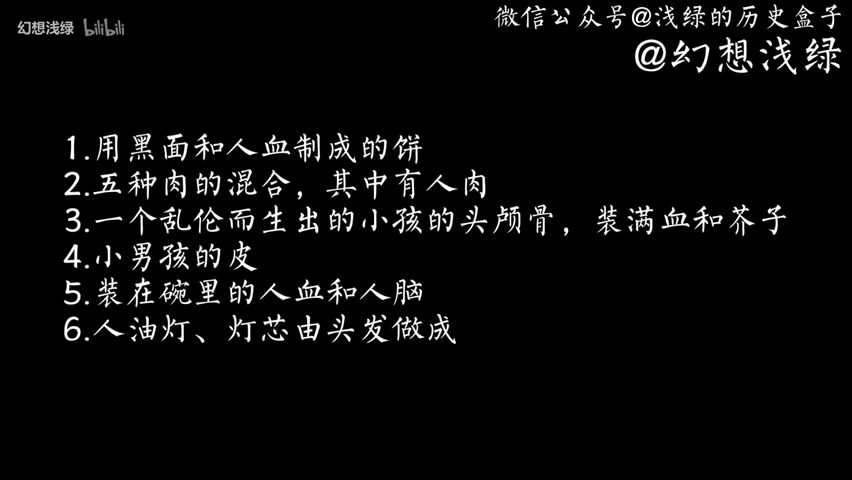 微信公众号@浅绿的历史盒子
幻想浅绿 bilibili
@幻想浅绿
1.用黑面和人血制成的饼
2.五种肉的混合，其中有人肉
3.一个乱伦而生出的小孩的头颅骨，装满血和芥子
4.小男孩的皮
5.装在碗里的人血和人脑
6.人油灯、灯芯由头发做成